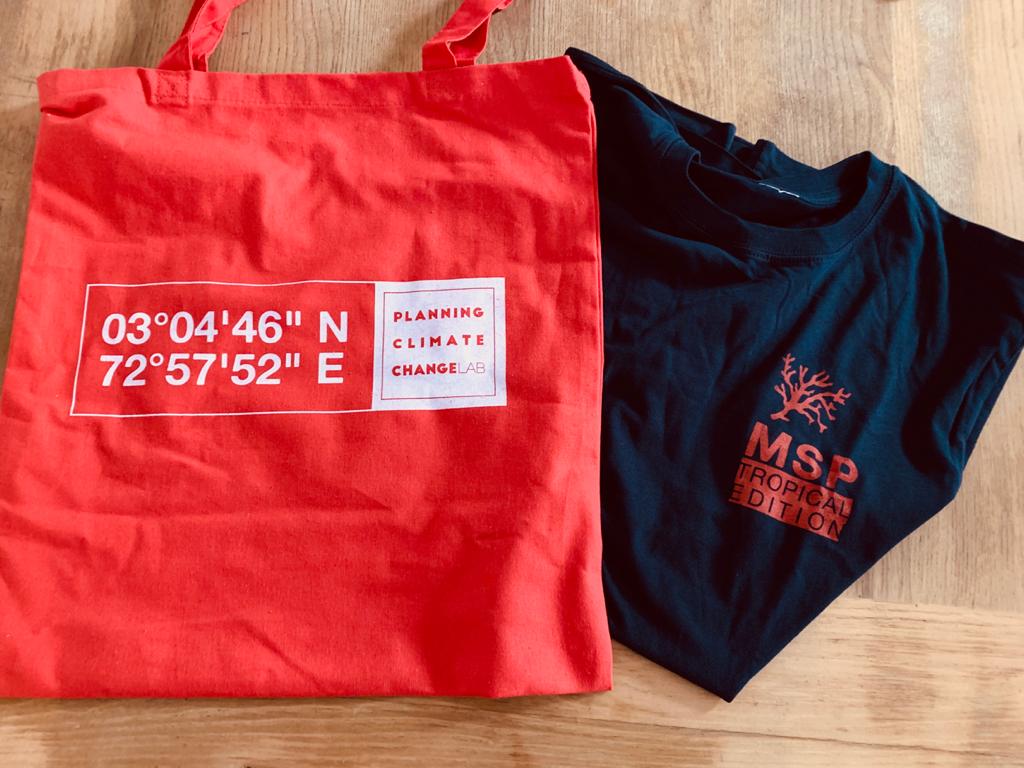 03°04'46" N
72°57'52" E
PLANNING
CLIMATE
CHANGELAB
MSP
TROPICAL
EDITION